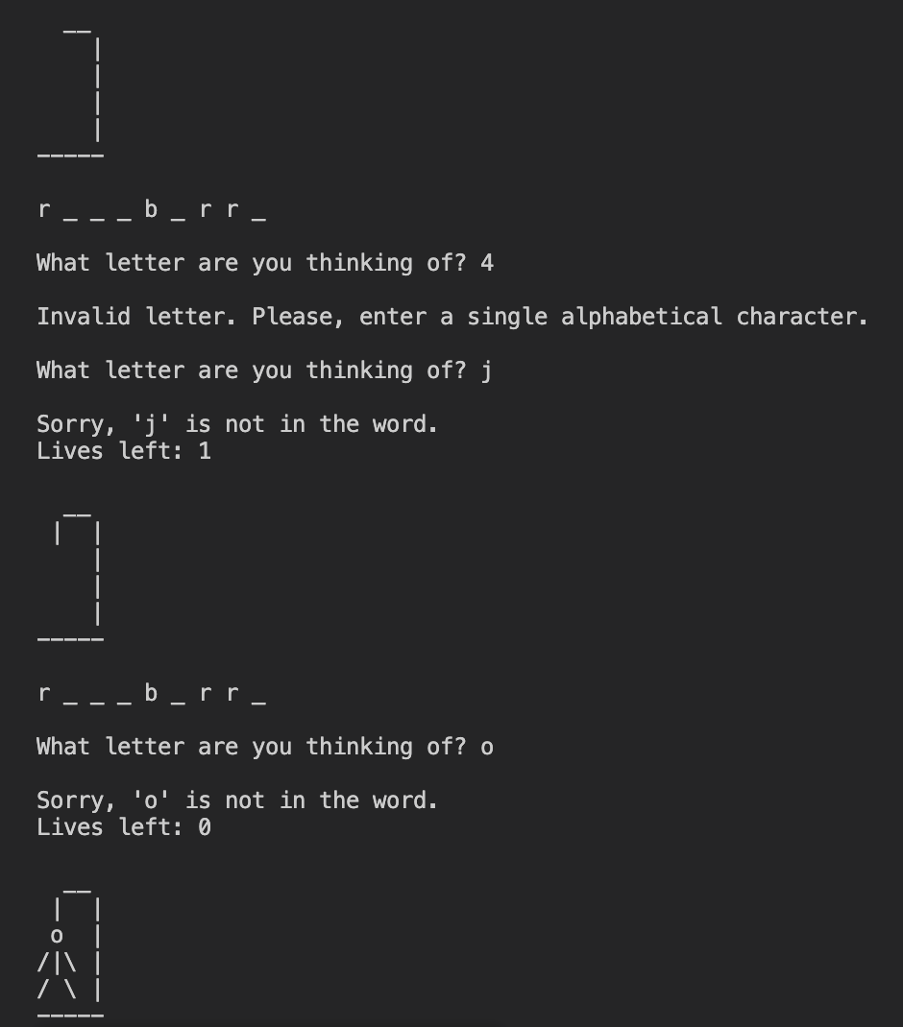 __
     |
     |
     |
     |
-----
r _ _ _ b _ r r _
What letter are you thinking of? 4
Invalid letter. Please, enter a single alphabetical character.
What letter are you thinking of? j
Sorry, 'j' is not in the word.
Lives left: 1
  __
 |  |
    |
    |
    |
-----
r _ _ _ b _ r r _
What letter are you thinking of? o
Sorry, 'o' is not in the word.
Lives left: 0
  __
 |  |
 o  |
/|\ |
/ \ |
-----